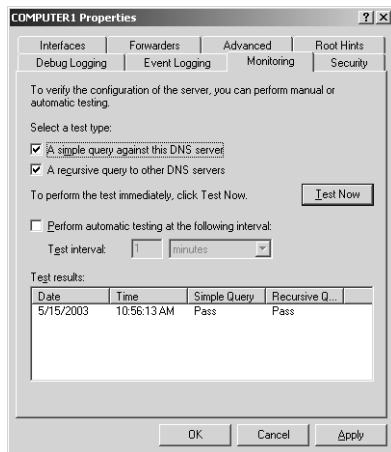 COMPUTER1 Properties
Interfaces Forwarders Advanced Root Hints
Debug Logging Event Logging Monitoring Security
To verify the configuration of the server, you can perform manual or
automatic testing.
Select a test type:
A simple query against this DNS server
A recursive query to other DNS servers
To perform the test immediately, click Test Now.
Test Now
Perform automatic testing at the following interval:
Test interval: 1 minutes
Test results:
Date Time Simple Query Recursive Q...
5/15/2003 10:56:13 AM Pass Pass
OK Cancel Apply